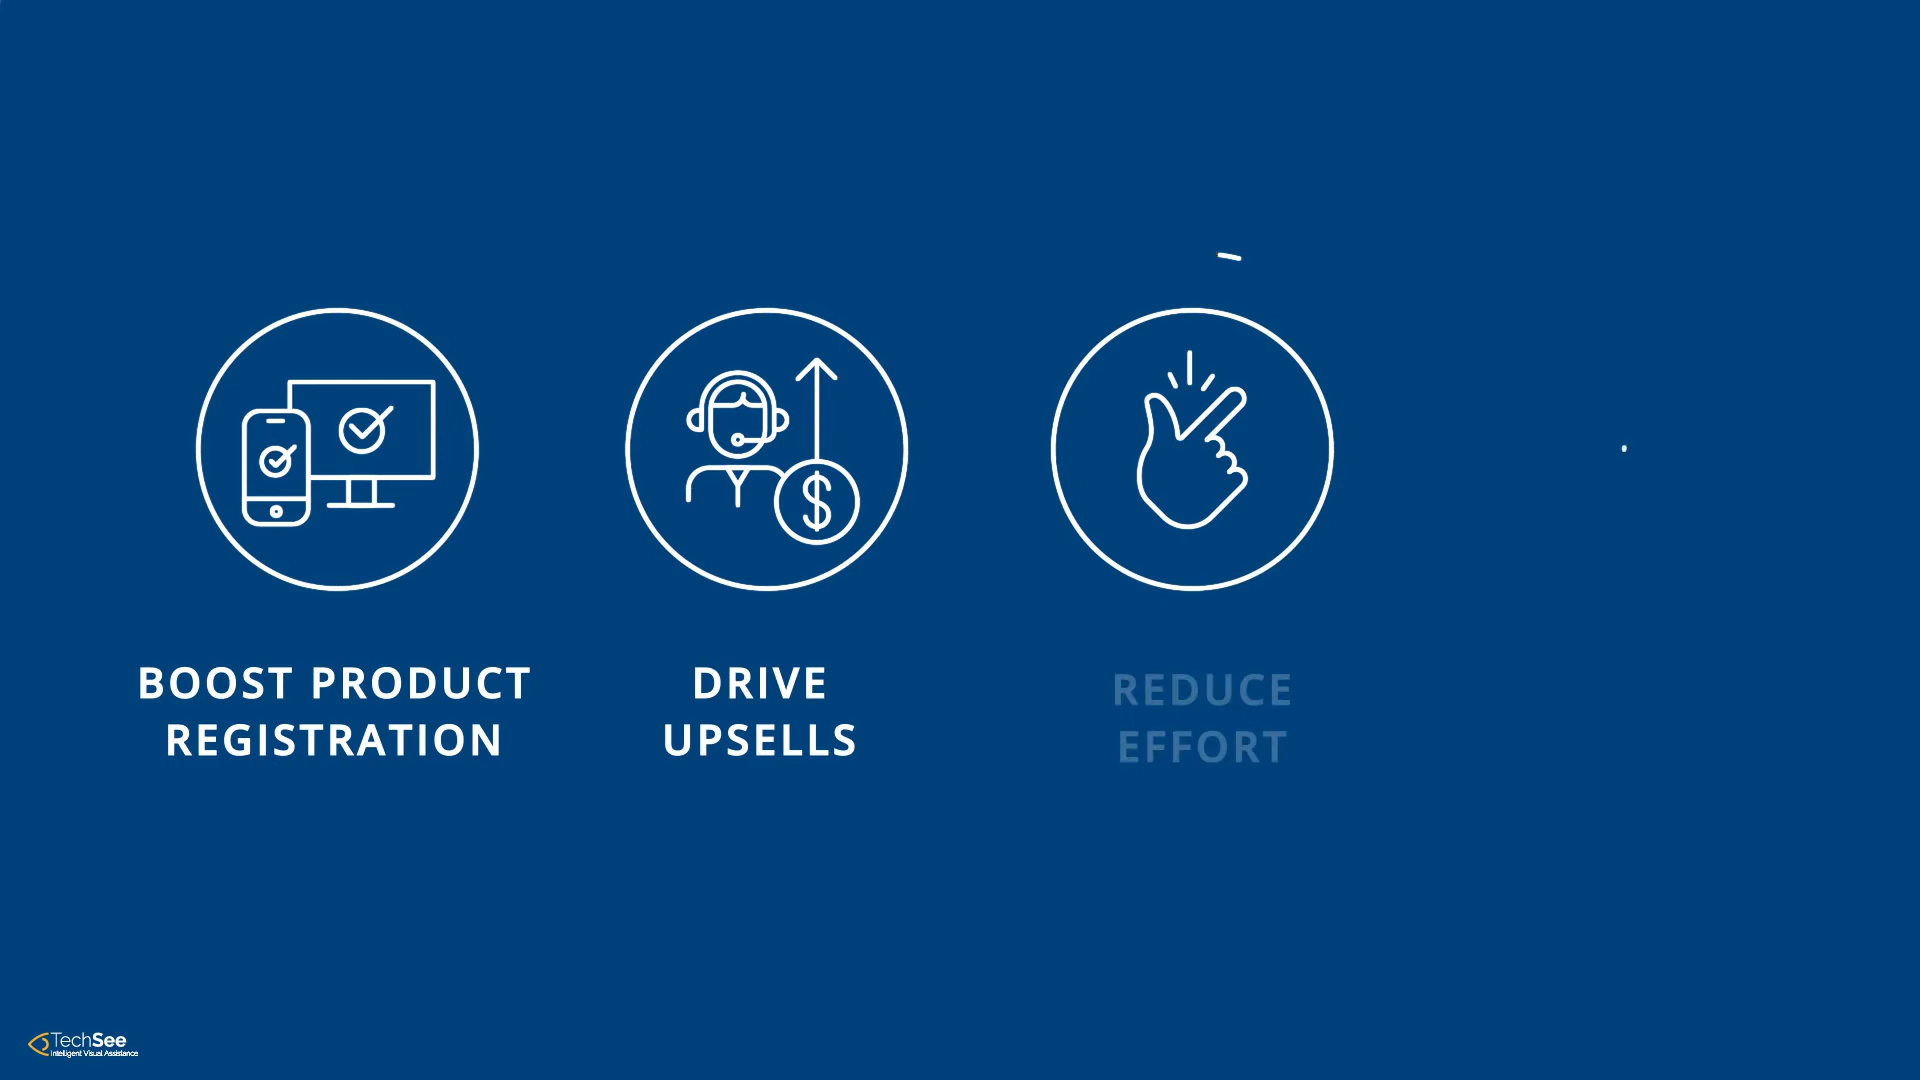 BOOST PRODUCT
REGISTRATION
DRIVE
UPSELLS
REDUCE
EFFORT
TechSee
Intelligent Visual Assistance